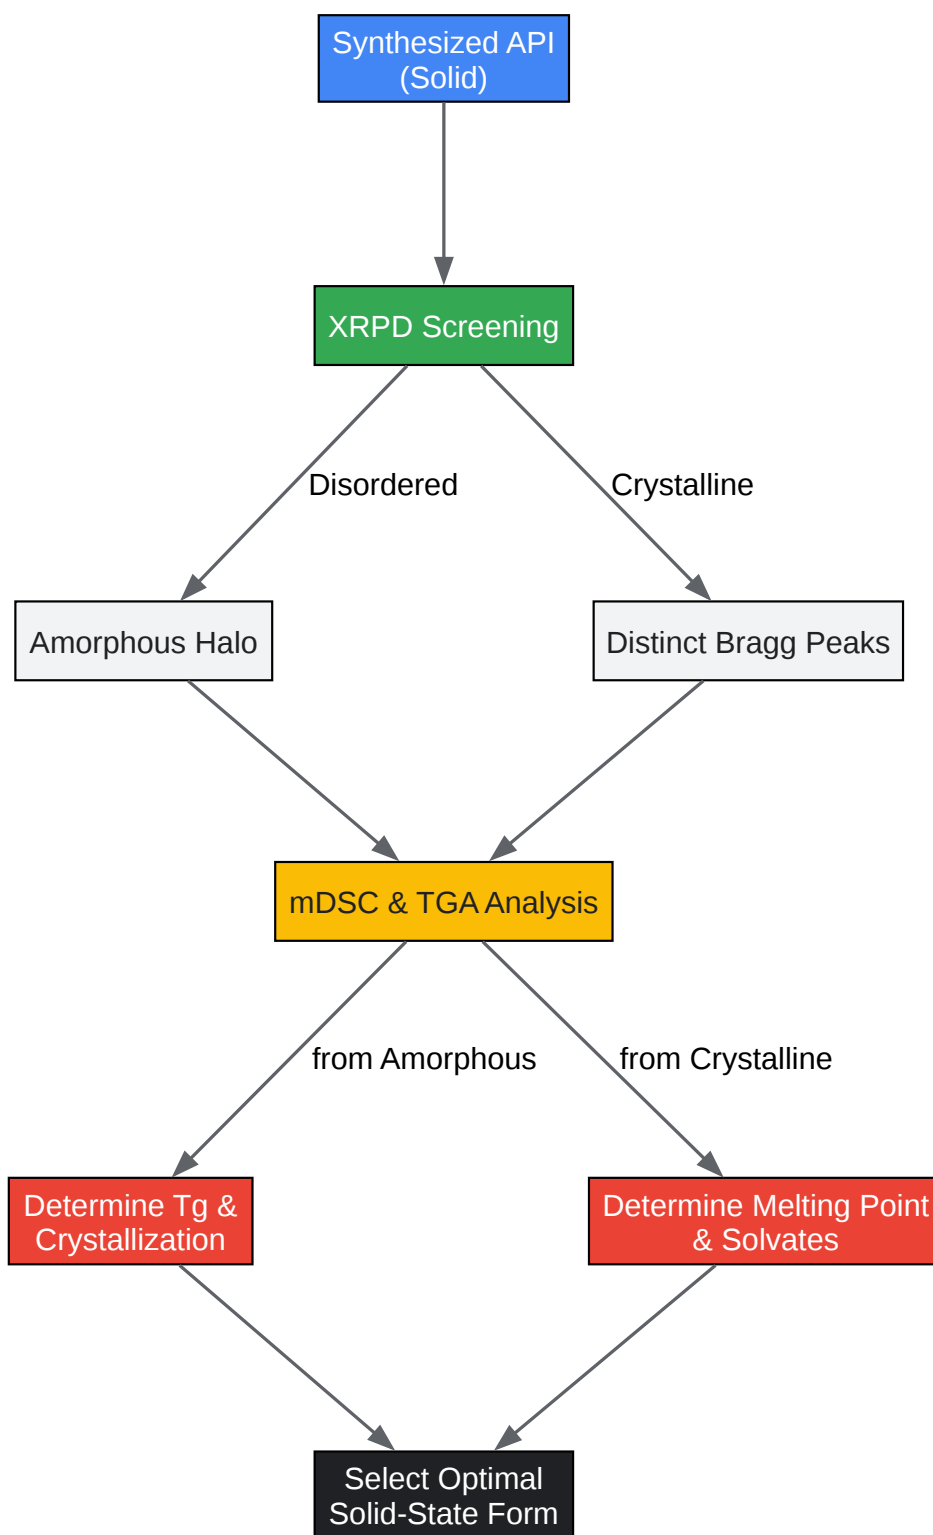 Synthesized API
(Solid)
XRPD Screening
Disordered
Crystalline
Amorphous Halo
Distinct Bragg Peaks
mDSC & TGA Analysis
from Amorphous
from Crystalline
Determine Tg &
Crystallization
Determine Melting Point
& Solvates
Select Optimal
Solid-State Form